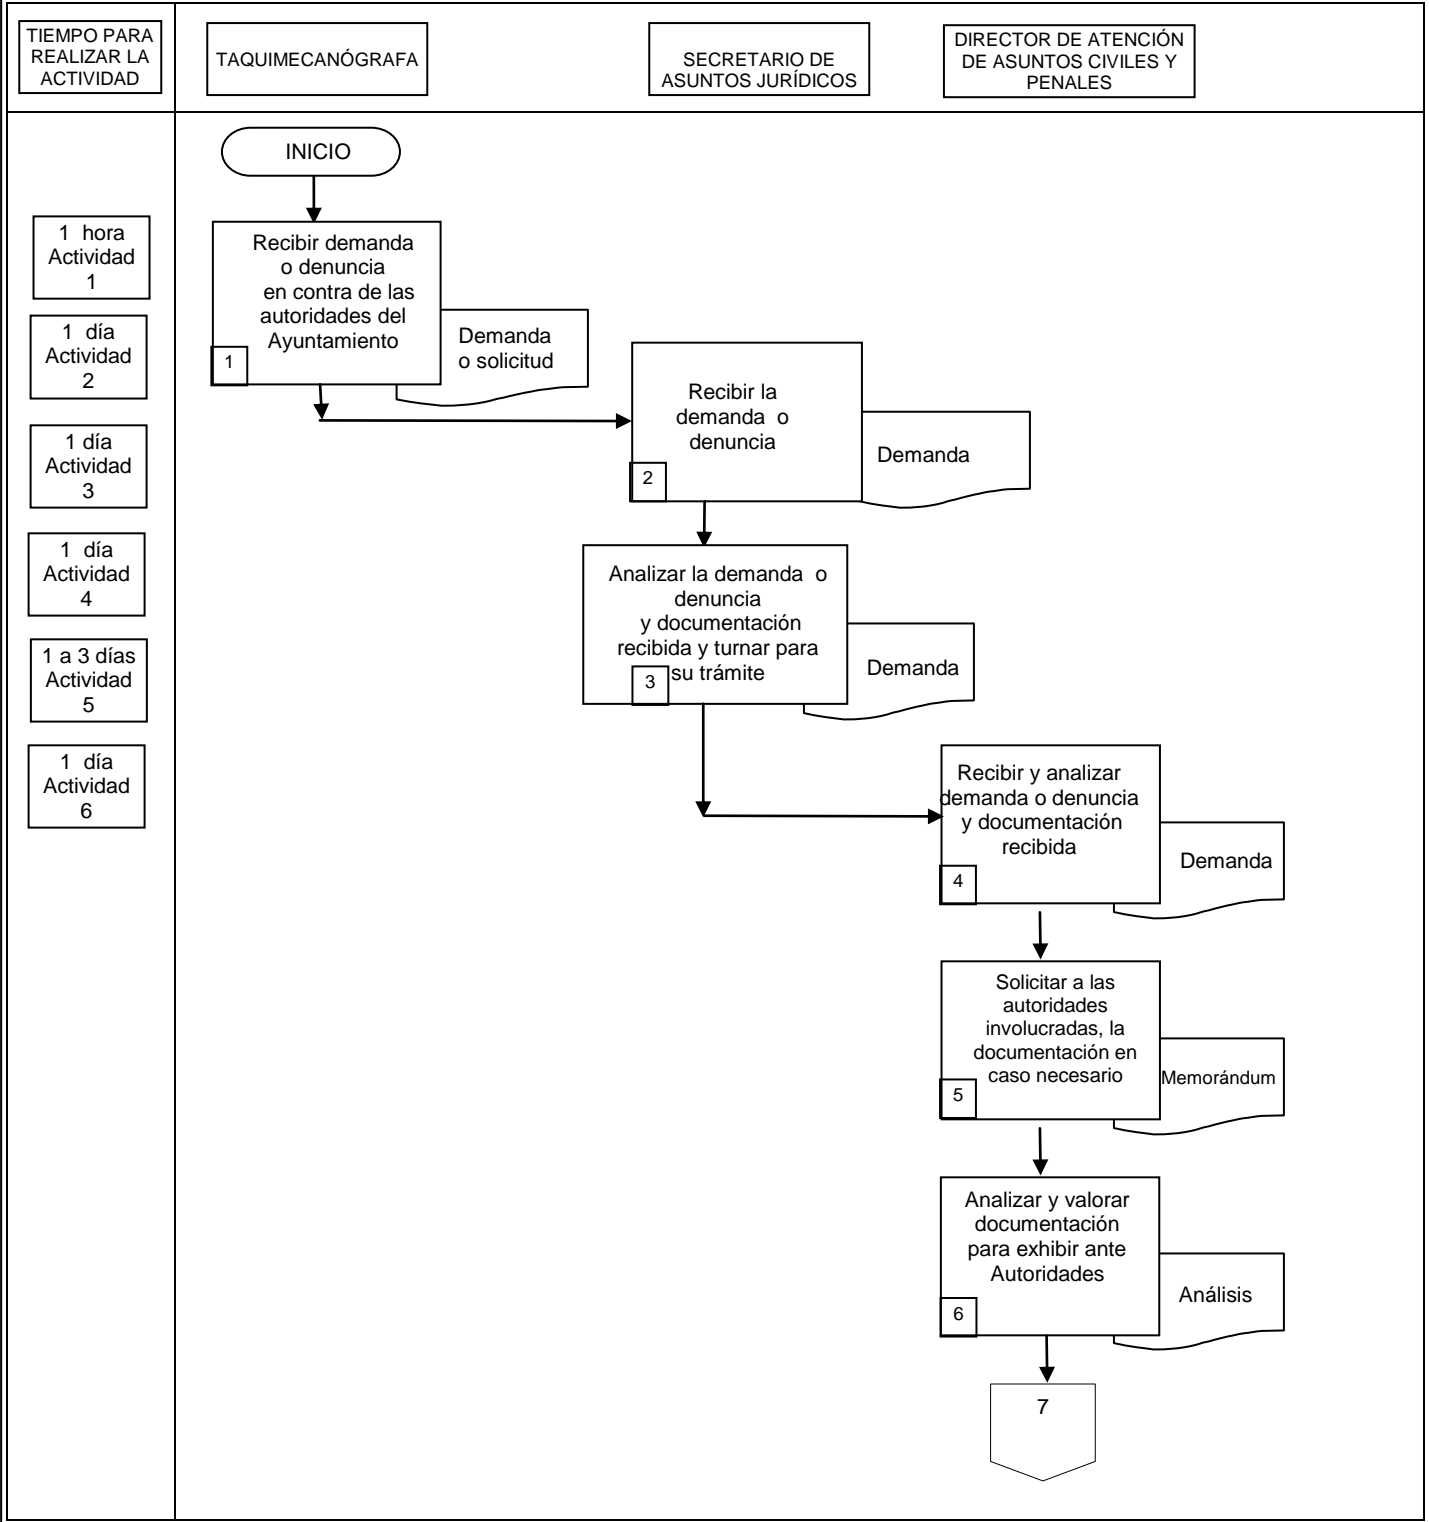 TIEMPO PARA
REALIZAR LA
ACTIVIDAD
TAQUIMECANÓGRAFA
SECRETARIO DE
ASUNTOS JURÍDICOS
DIRECTOR DE ATENCIÓN
DE ASUNTOS CIVILES Y
PENALES
INICIO
1 hora
Actividad
1
Recibir demanda
o denuncia
en contra de las
autoridades del
Ayuntamiento
1
Demanda
o solicitud
1 día
Actividad
2
Recibir la
demanda o
denuncia
2
Demanda
1 día
Actividad
3
Analizar la demanda o
denuncia
y documentación
recibida y turnar para
su trámite
3
Demanda
1 día
Actividad
4
1 a 3 días
Actividad
5
1 día
Actividad
6
Recibir y analizar
demanda o denuncia
y documentación
recibida
4
Demanda
Solicitar a las
autoridades
involucradas, la
documentación en
caso necesario
5
Memorándum
Analizar y valorar
documentación
para exhibir ante
Autoridades
6
Análisis
7